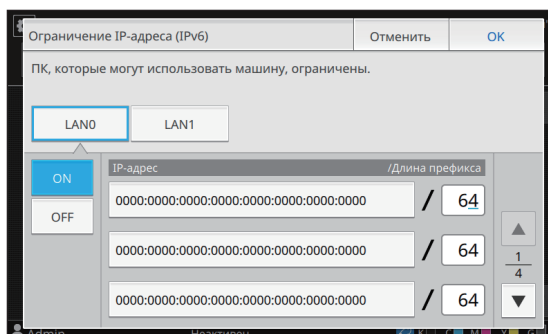 Ограничение IP-адреса (IPv6) Отменить OK
ПК, которые могут использовать машину, ограничены.
LAN0 LAN1
ON
OFF
IP-адрес /Длина префикса
0000:0000:0000:0000:0000:0000:0000:0000 / 64
0000:0000:0000:0000:0000:0000:0000:0000 / 64
0000:0000:0000:0000:0000:0000:0000:0000 / 64
1
4
Admin Неактивен K C M Y G